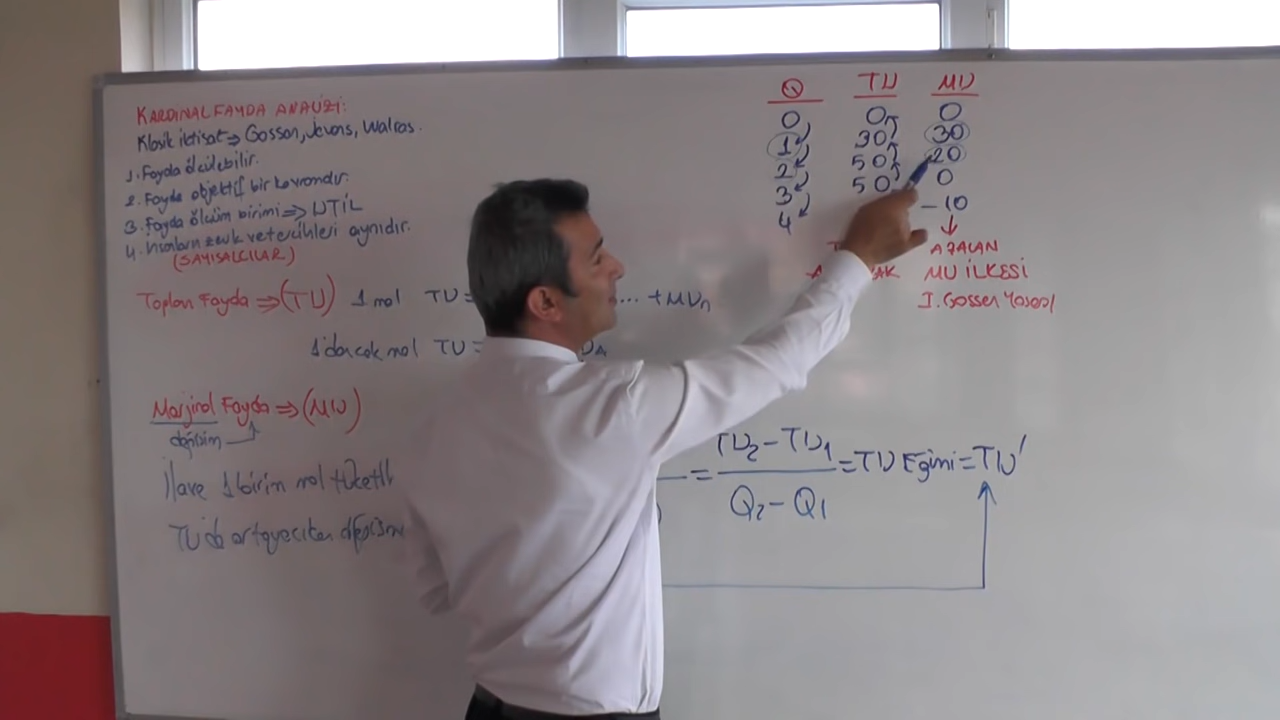 KARDİNAL FAYDA ANALİZİ:
Klasik iktisat ⇒ Gossen, Jevons, Walras.
1. Fayda ölçülebilir.
2. Fayda objektif bir kavramdır.
3. Fayda ölçüm birimi ⇒ UTİL
4. İnsanların zevk ve tercihleri aynıdır.
(SAYISALCILAR)
Toplam Fayda ⇒ (TU) 1 mal TU = ... + MUn
1'den çok mal TU =
Marjinal Fayda ⇒ (MU)
değişim
İlave 1 birim mal
TU da ortaya çıkan
= TU2 - TU1 / Q2 - Q1 = TU Eğimi = TU'
Q TU MU
0 0 0
1 30 30
2 50 20
3 50 0
4 -10
AZALAN
MU İLKESİ
I. Gossen Yasası